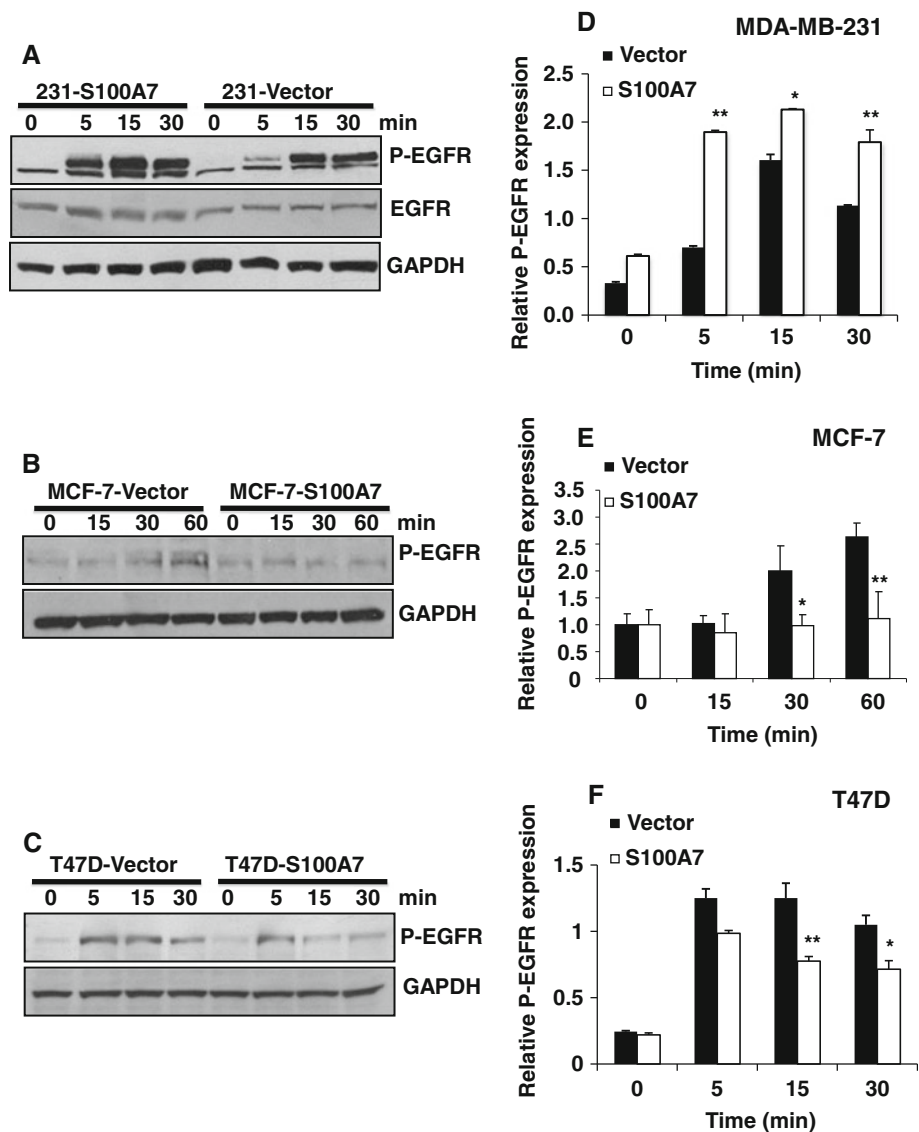 A
231-S100A7 231-Vector
0 5 15 30 0 5 15 30 min
P-EGFR
EGFR
GAPDH
B
MCF-7-Vector MCF-7-S100A7
0 15 30 60 0 15 30 60 min
P-EGFR
GAPDH
C
T47D-Vector T47D-S100A7
0 5 15 30 0 5 15 30 min
P-EGFR
GAPDH
D MDA-MB-231
Vector
S100A7
Relative P-EGFR expression
2.5
2.0
1.5
1.0
0.5
0.0
** * **
0 5 15 30
Time (min)
E MCF-7
Vector
S100A7
Relative P-EGFR expression
3.5
3.0
2.5
2.0
1.5
1.0
0.5
0
* **
0 15 30 60
Time (min)
F T47D
Vector
S100A7
Relative P-EGFR expression
1.5
1
0.5
0
** *
0 5 15 30
Time (min)